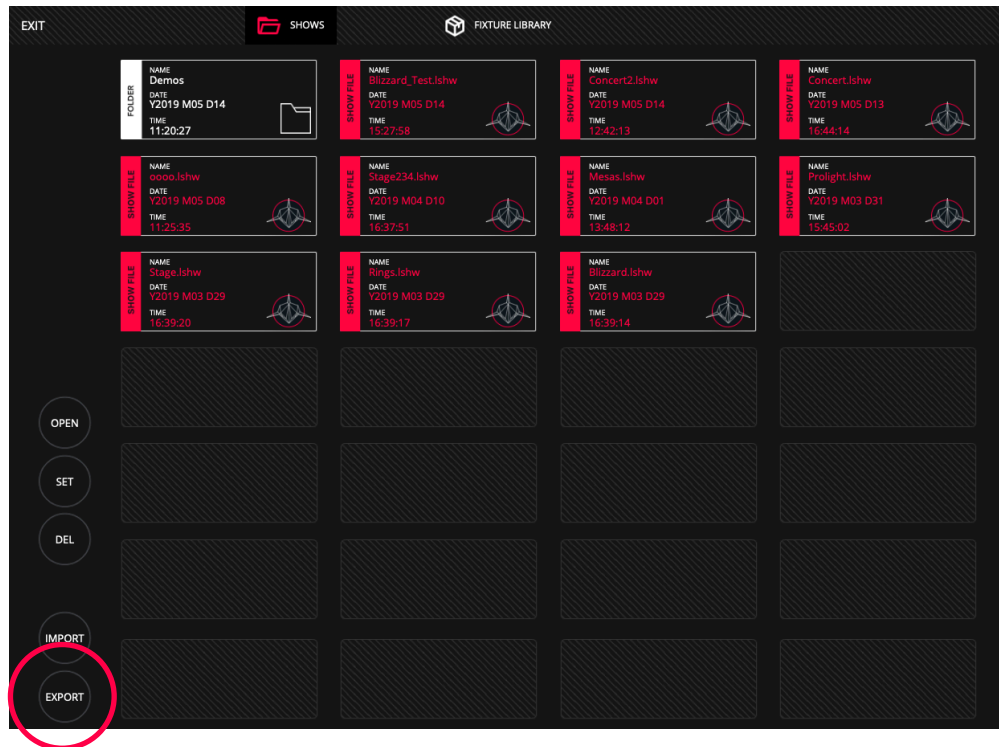 EXIT
SHOWS
FIXTURE LIBRARY
FOLDER
NAME
Demos
DATE
Y2019 M05 D14
TIME
11:20:27
SHOW FILE
NAME
Blizzard_Test.lshw
DATE
Y2019 M05 D14
TIME
15:27:58
SHOW FILE
NAME
Concert2.lshw
DATE
Y2019 M05 D14
TIME
12:42:13
SHOW FILE
NAME
Concert.lshw
DATE
Y2019 M05 D13
TIME
16:44:14
SHOW FILE
NAME
oooo.lshw
DATE
Y2019 M05 D08
TIME
11:25:35
SHOW FILE
NAME
Stage234.lshw
DATE
Y2019 M04 D10
TIME
16:37:51
SHOW FILE
NAME
Mesas.lshw
DATE
Y2019 M04 D01
TIME
13:48:12
SHOW FILE
NAME
Prolight.lshw
DATE
Y2019 M03 D31
TIME
15:45:02
SHOW FILE
NAME
Stage.lshw
DATE
Y2019 M03 D29
TIME
16:39:20
SHOW FILE
NAME
Rings.lshw
DATE
Y2019 M03 D29
TIME
16:39:17
SHOW FILE
NAME
Blizzard.lshw
DATE
Y2019 M03 D29
TIME
16:39:14
OPEN
SET
DEL
IMPORT
EXPORT